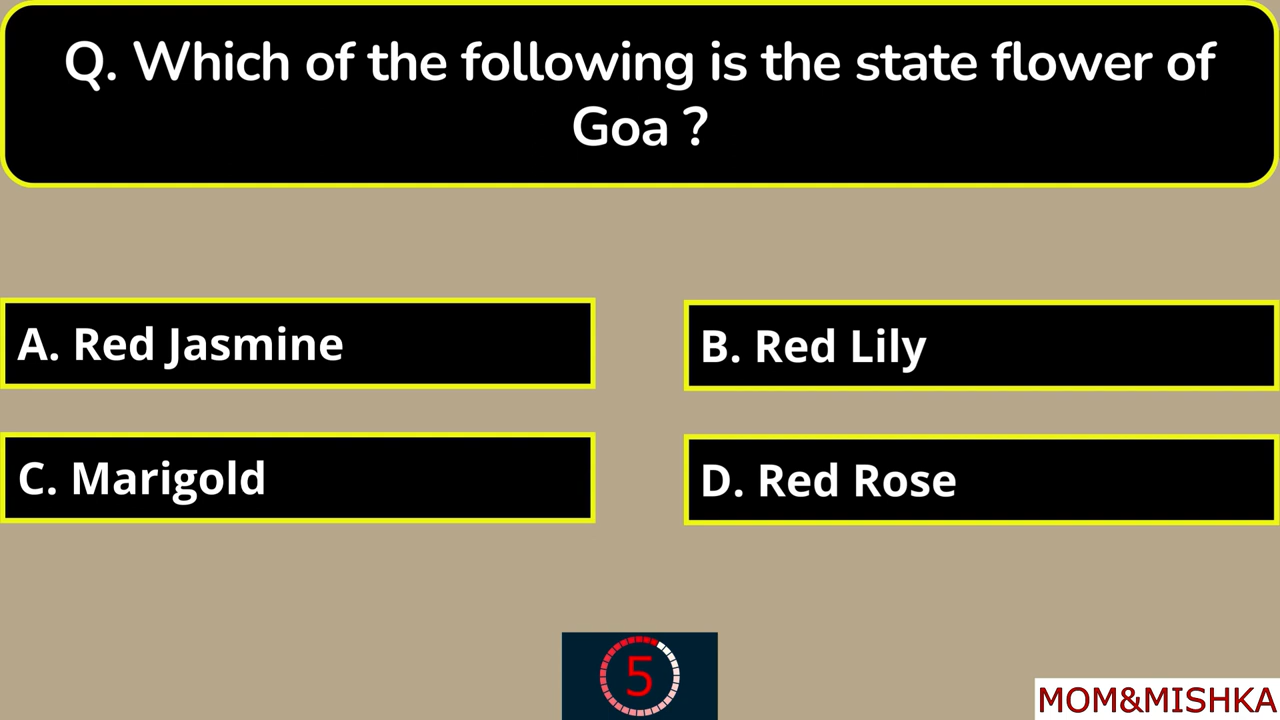 Q. Which of the following is the state flower of
Goa ?
A. Red Jasmine
B. Red Lily
C. Marigold
D. Red Rose
5
MOM&MISHKA